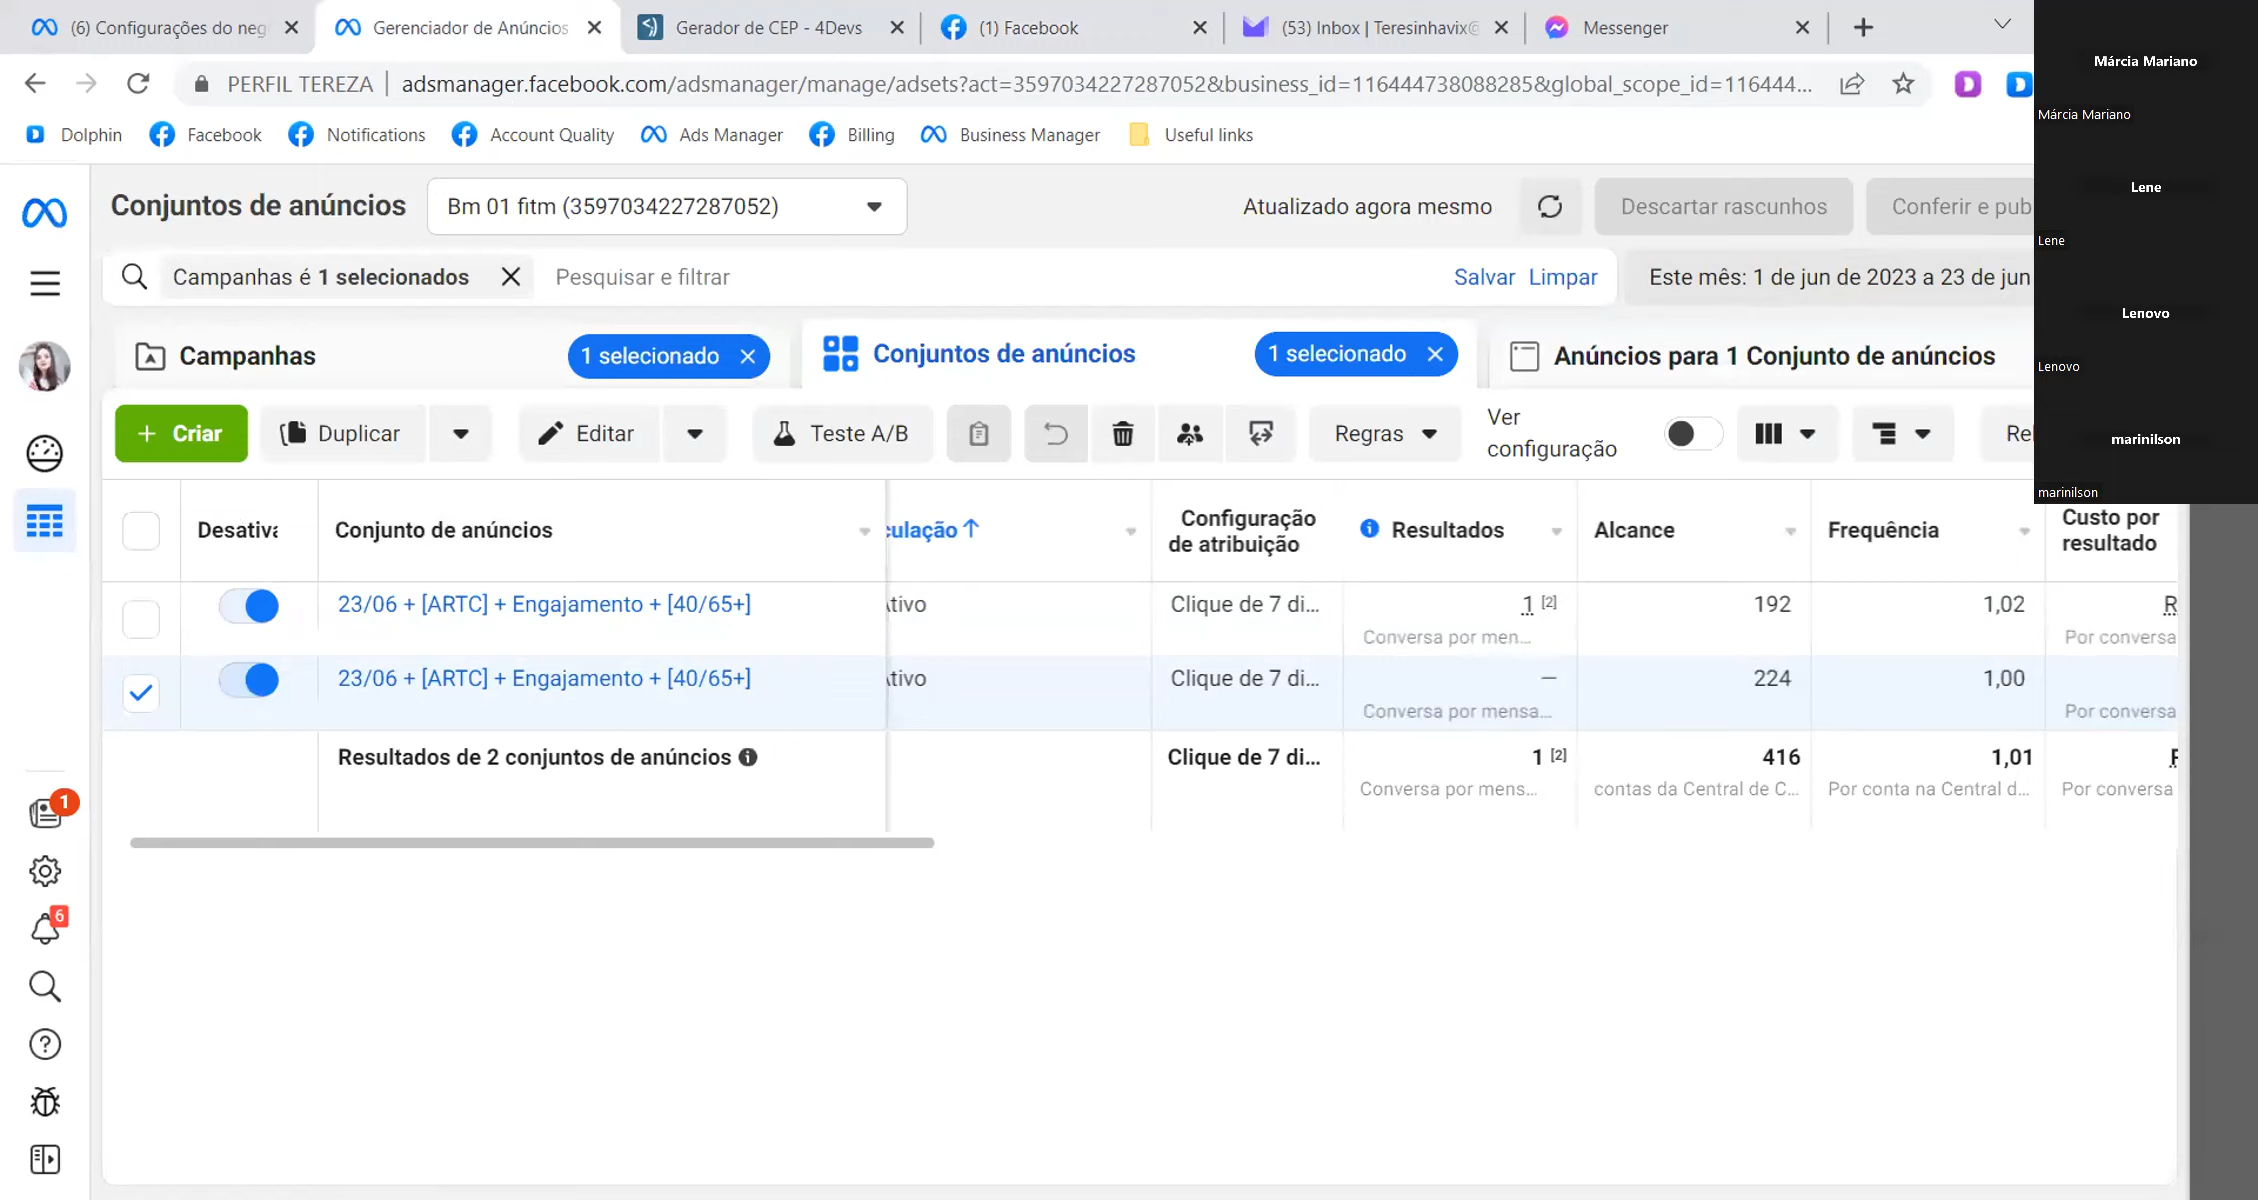 (6) Configurações do neg
Gerenciador de Anúncios
Gerador de CEP - 4Devs
(1) Facebook
(53) Inbox | Teresinhavix@
Messenger
PERFIL TEREZA
adsmanager.facebook.com/adsmanager/manage/adsets?act=3597034227287052&business_id=116444738088285&global_scope_id=116444...
Dolphin
Facebook
Notifications
Account Quality
Ads Manager
Billing
Business Manager
Useful links
Conjuntos de anúncios
Bm 01 fitm (3597034227287052)
Atualizado agora mesmo
Descartar rascunhos
Conferir e pub
Campanhas é 1 selecionados
Pesquisar e filtrar
Salvar
Limpar
Este mês: 1 de jun de 2023 a 23 de jun
Campanhas
1 selecionado
Conjuntos de anúncios
1 selecionado
Anúncios para 1 Conjunto de anúncios
+ Criar
Duplicar
Editar
Teste A/B
Regras
Ver
configuração
Rel
Desativa
Conjunto de anúncios
culação ↑
Configuração
de atribuição
Resultados
Alcance
Frequência
Custo por
resultado
23/06 + [ARTC] + Engajamento + [40/65+]
Ativo
Clique de 7 di...
1 [2]
192
1,02
R
Conversa por men...
Por conversa
23/06 + [ARTC] + Engajamento + [40/65+]
Ativo
Clique de 7 di...
—
224
1,00
Conversa por mensa...
Por conversa
Resultados de 2 conjuntos de anúncios
Clique de 7 di...
1 [2]
416
1,01
Conversa por mens...
contas da Central de C...
Por conta na Central d...
Por conversa
1
6
Márcia Mariano
Márcia Mariano
Lene
Lene
Lenovo
Lenovo
marinilson
marinilson